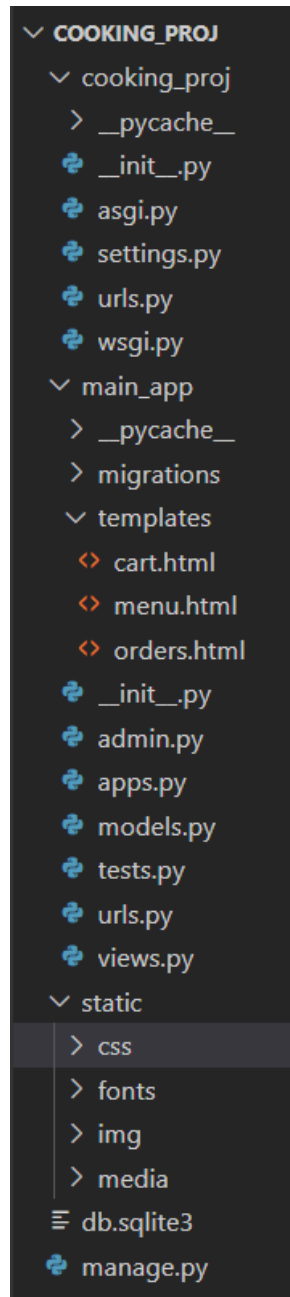 COOKING_PROJ
cooking_proj
__pycache__
__init__.py
asgi.py
settings.py
urls.py
wsgi.py
main_app
__pycache__
migrations
templates
cart.html
menu.html
orders.html
__init__.py
admin.py
apps.py
models.py
tests.py
urls.py
views.py
static
css
fonts
img
media
db.sqlite3
manage.py